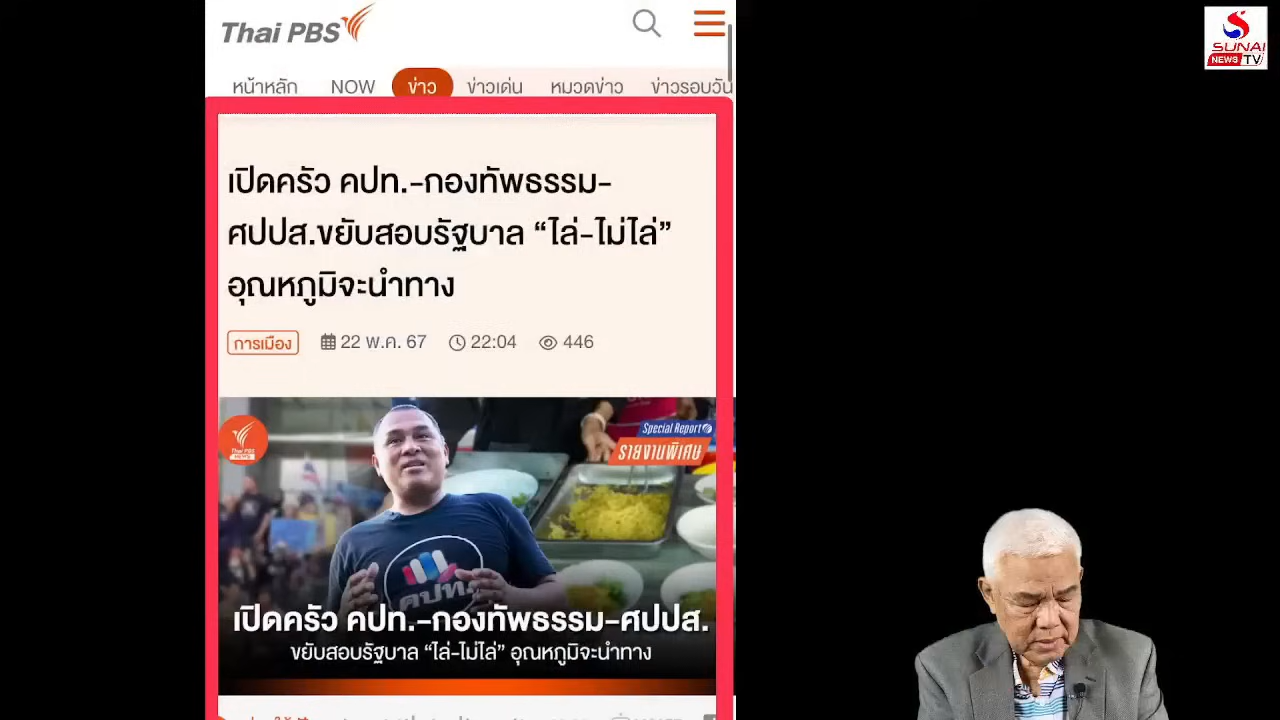 Thai PBS
SUNAI
NEWS TV
หน้าหลัก NOW ข่าว ข่าวเด่น หมวดข่าว ข่าวรอบวัน
เปิดครัว คปท.-กองทัพธรรม-
ศปปส.ขยับสอบรัฐบาล “ไล่-ไม่ไล่”
อุณหภูมิจะนำทาง
การเมือง 22 พ.ค. 67 22:04 446
Thai PBS
NEWS
Special Report
รายงานพิเศษ
คปท.
เปิดครัว คปท.-กองทัพธรรม-ศปปส.
ขยับสอบรัฐบาล “ไล่-ไม่ไล่” อุณหภูมิจะนำทาง